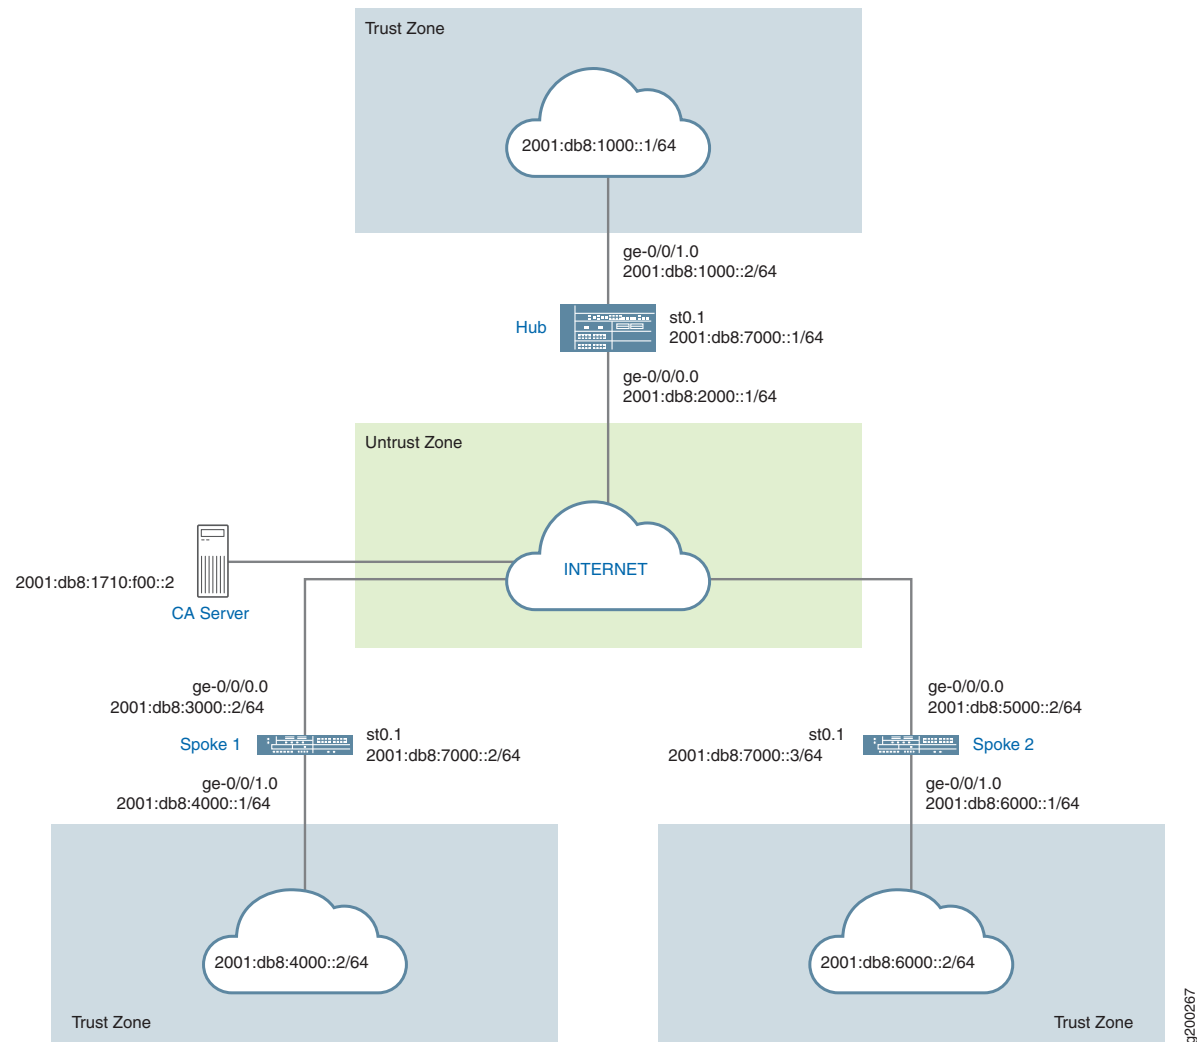 Trust Zone
2001:db8:1000::1/64
ge-0/0/1.0
2001:db8:1000::2/64
Hub
st0.1
2001:db8:7000::1/64
ge-0/0/0.0
2001:db8:2000::1/64
Untrust Zone
INTERNET
2001:db8:1710:f00::2
CA Server
ge-0/0/0.0
2001:db8:3000::2/64
Spoke 1
st0.1
2001:db8:7000::2/64
ge-0/0/1.0
2001:db8:4000::1/64
ge-0/0/0.0
2001:db8:5000::2/64
st0.1
2001:db8:7000::3/64
Spoke 2
ge-0/0/1.0
2001:db8:6000::1/64
2001:db8:4000::2/64
Trust Zone
2001:db8:6000::2/64
Trust Zone
g200267